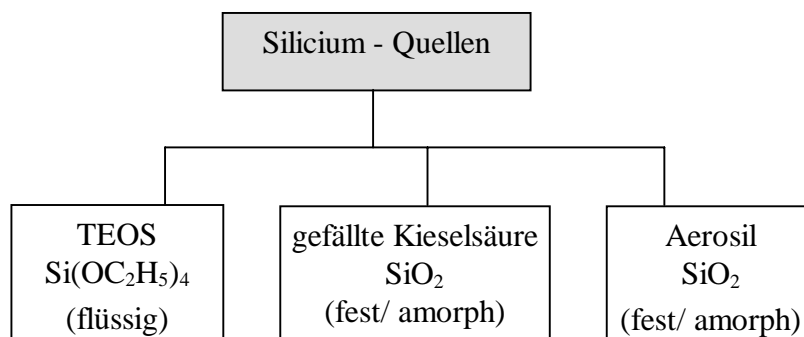 Silicium - Quellen
TEOS
Si(OC₂H₅)₄
(flüssig)
gefällte Kieselsäure
SiO₂
(fest/ amorph)
Aerosil
SiO₂
(fest/ amorph)